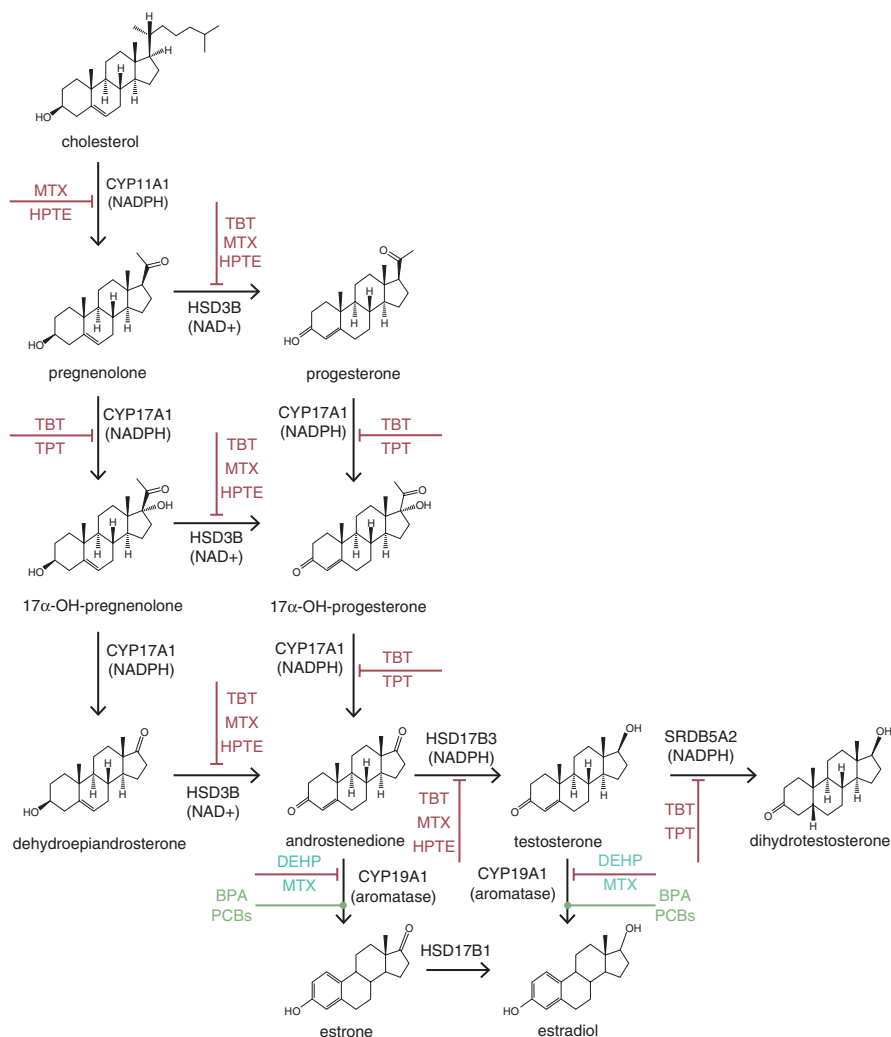 H
H
H
H
HO
cholesterol
MTX
HPTE
CYP11A1
(NADPH)
TBT
MTX
HPTE
O
H
H
H
HO
pregnenolone
HSD3B
(NAD+)
O
H
H
H
HO
progesterone
TBT
TPT
CYP17A1
(NADPH)
TBT
MTX
HPTE
CYP17A1
(NADPH)
TBT
TPT
O
OH
H
H
H
HO
17α-OH-pregnenolone
HSD3B
(NAD+)
O
OH
H
H
H
O
17α-OH-progesterone
CYP17A1
(NADPH)
TBT
MTX
HPTE
CYP17A1
(NADPH)
TBT
TPT
O
H
H
H
HO
dehydroepiandrosterone
HSD3B
(NAD+)
O
H
H
H
O
androstenedione
HSD17B3
(NADPH)
TBT
MTX
HPTE
OH
H
H
H
O
testosterone
SRDB5A2
(NADPH)
TBT
TPT
OH
H
H
H
O
H
dihydrotestosterone
DEHP
MTX
BPA
PCBs
CYP19A1
(aromatase)
CYP19A1
(aromatase)
DEHP
MTX
BPA
PCBs
O
HO
estrone
HSD17B1
OH
HO
estradiol